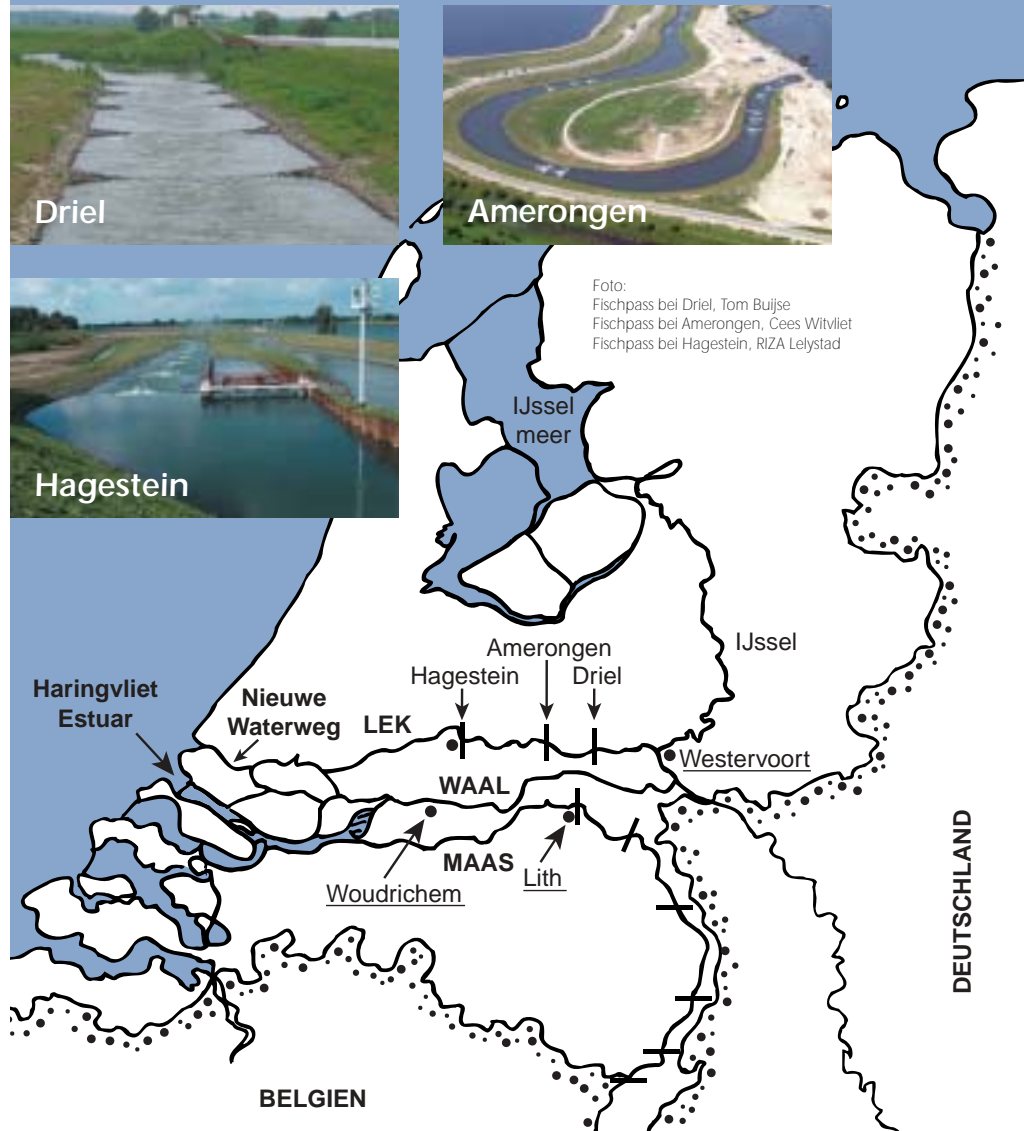 Driel
Amerongen
Foto:
Fischpass bei Driel, Tom Buijse
Fischpass bei Amerongen, Cees Witvliet
Fischpass bei Hagestein, RIZA Lelystad
Hagestein
IJssel
meer
Amerongen
Hagestein
Driel
IJssel
Haringvliet
Estuar
Nieuwe
Waterweg
LEK
Westervoort
WAAL
MAAS
Lith
Woudrichem
DEUTSCHLAND
BELGIEN